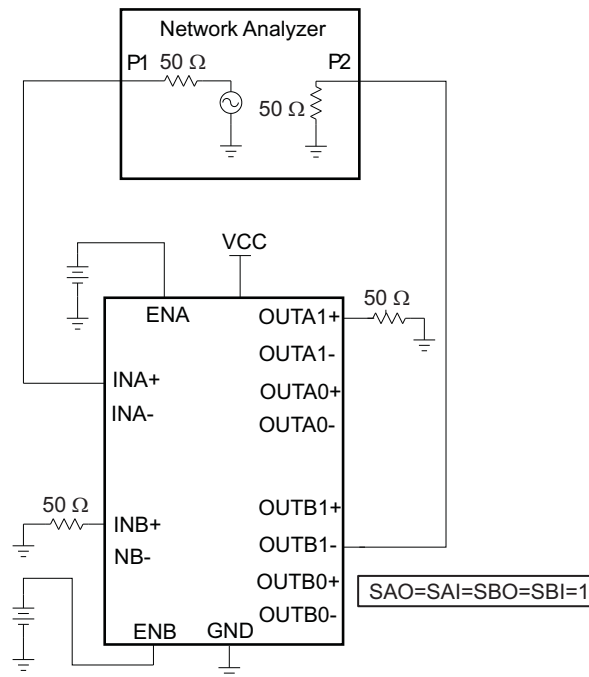 Network Analyzer
P1
50 Ω
P2
50 Ω
VCC
50 Ω
ENA
OUTA1+
OUTA1-
INA+
OUTA0+
INA-
OUTA0-
50 Ω
OUTB1+
INB+
OUTB1-
NB-
OUTB0+
SAO=SAI=SBO=SBI=1
OUTB0-
ENB
GND